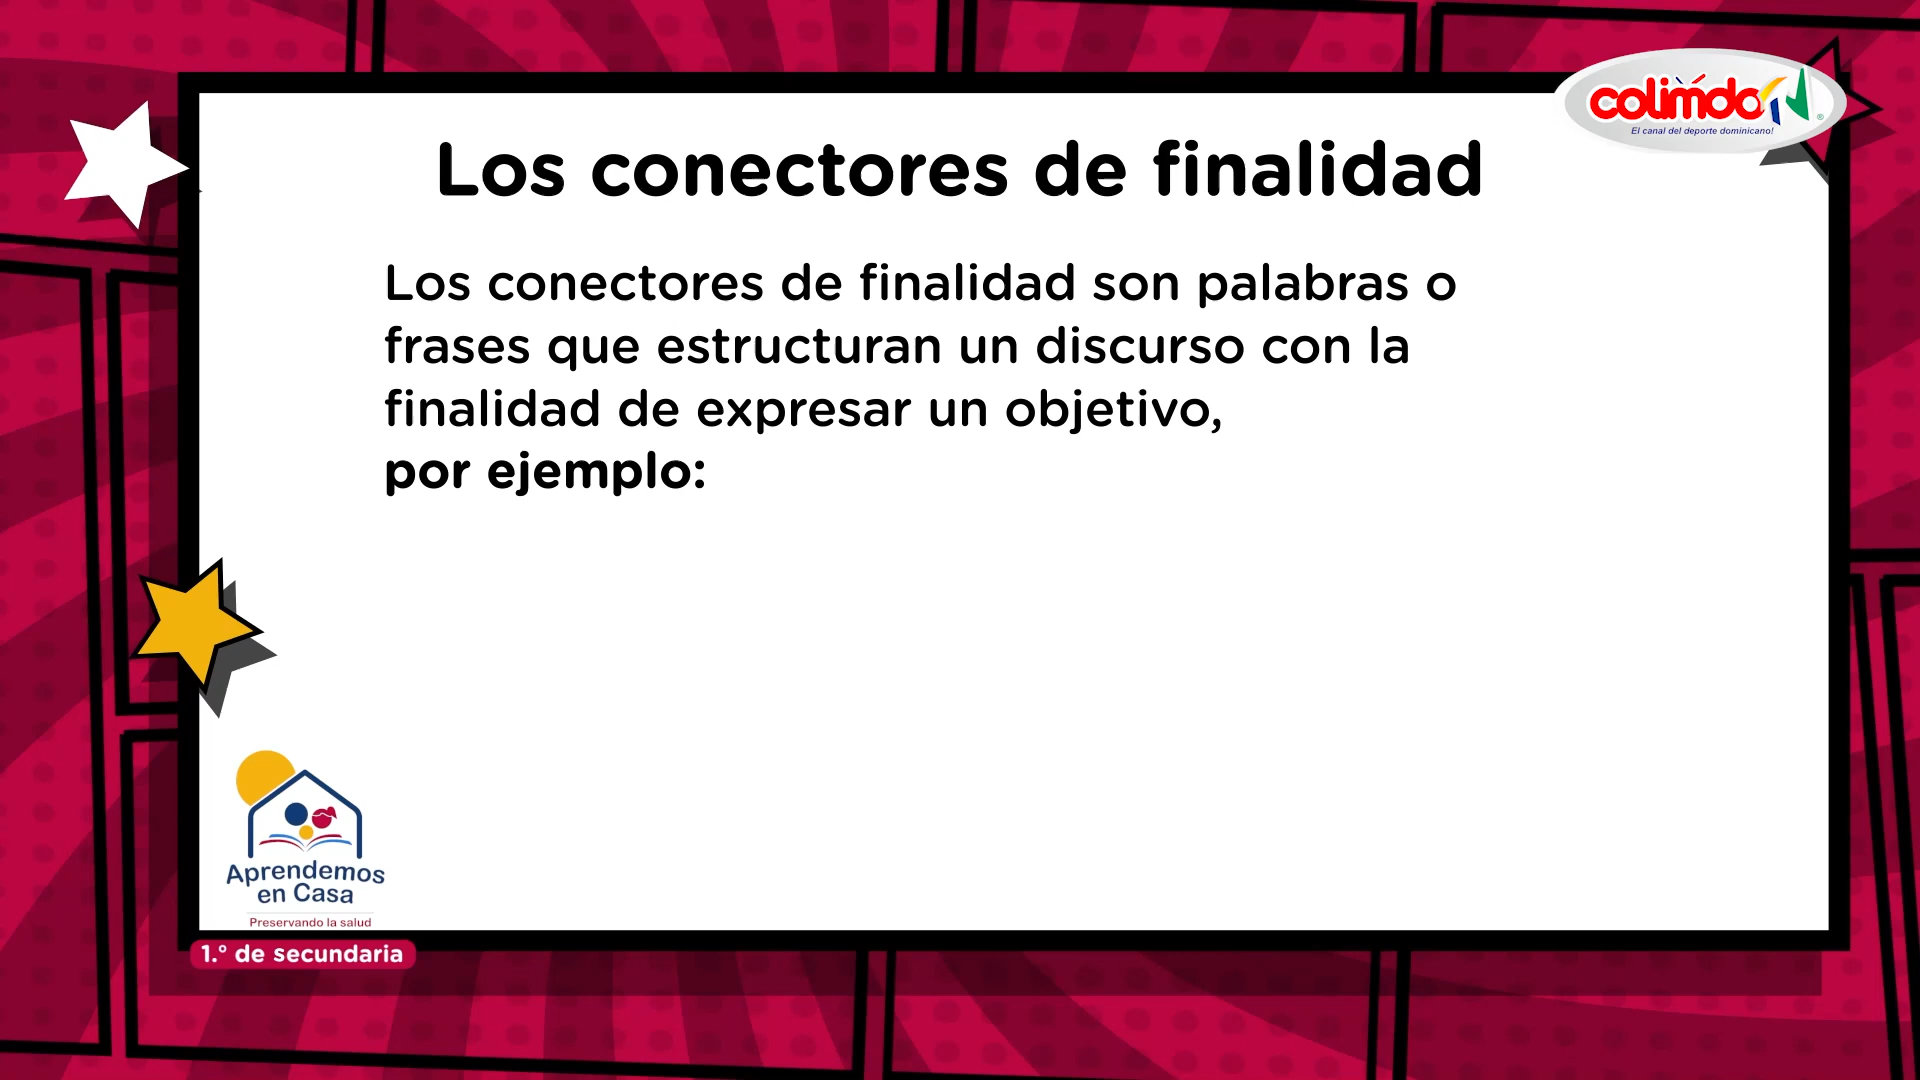 colimdo
El canal del deporte dominicano!
Los conectores de finalidad
Los conectores de finalidad son palabras o
frases que estructuran un discurso con la
finalidad de expresar un objetivo,
por ejemplo:
Aprendemos
en Casa
Preservando la salud
1.° de secundaria